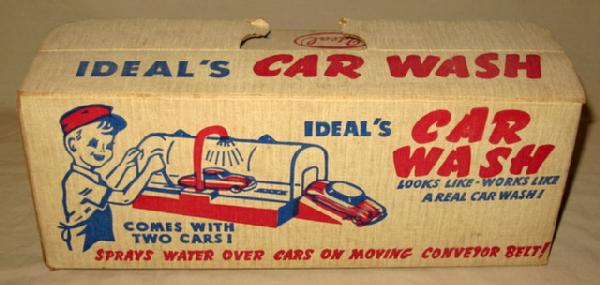 Ideal
IDEAL'S CAR WASH
IDEAL'S CAR WASH
LOOKS LIKE-WORKS LIKE
A REAL CAR WASH!
COMES WITH
TWO CARS!
SPRAYS WATER OVER CARS ON MOVING CONVEYOR BELT!